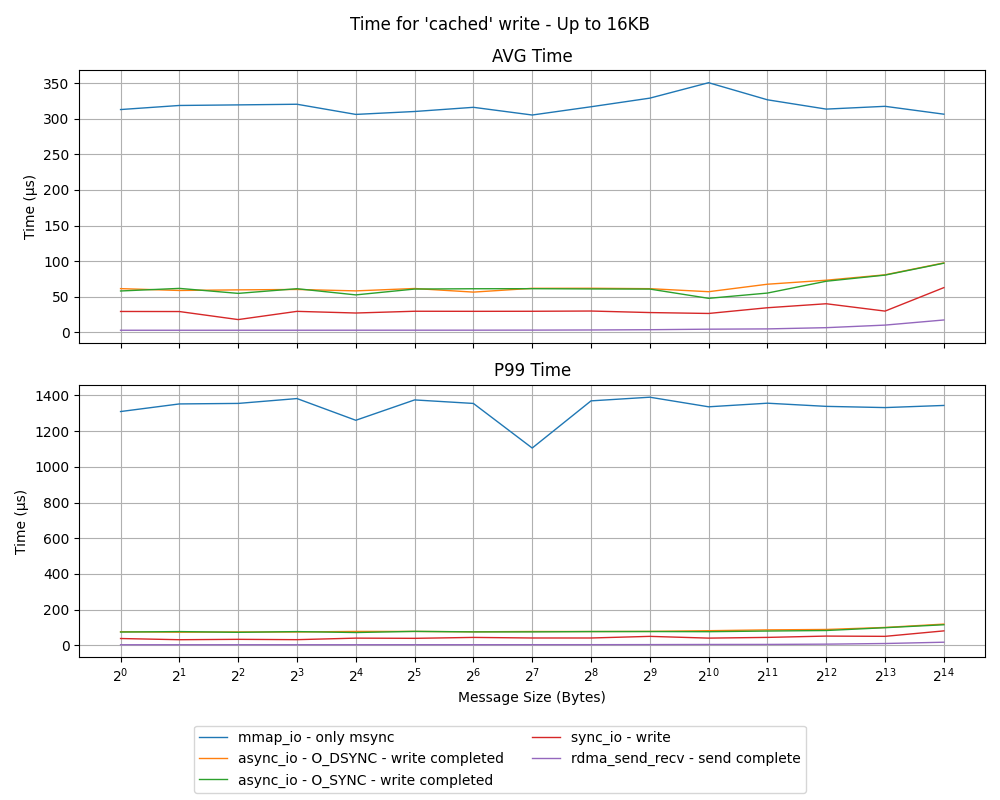 Time for 'cached' write - Up to 16KB
AVG Time
350
300
250
200
150
100
50
0
Time (µs)
P99 Time
1400
1200
1000
800
600
400
200
0
Time (µs)
2^0 2^1 2^2 2^3 2^4 2^5 2^6 2^7 2^8 2^9 2^10 2^11 2^12 2^13 2^14
Message Size (Bytes)
mmap_io - only msync
async_io - O_DSYNC - write completed
async_io - O_SYNC - write completed
sync_io - write
rdma_send_recv - send complete